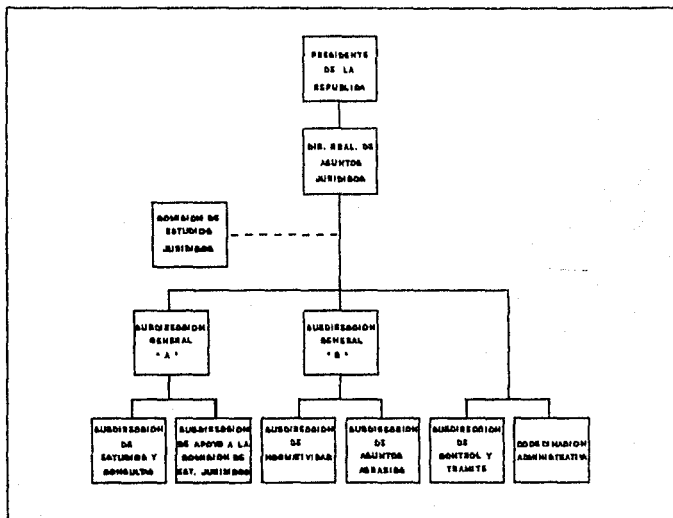 PRESIDENTE
DE LA
REPUBLICA
DIR. GRAL. DE
ASUNTOS
JURIDICOS
COMISION DE
ESTUDIOS
JURIDICOS
SUBDIRECCION
GENERAL
"A"
SUBDIRECCION
GENERAL
"B"
SUBDIRECCION
DE
ESTUDIOS Y
CONSULTAS
SUBDIRECCION
DE APOYO A LA
COMISION DE
EST. JURIDICOS
SUBDIRECCION
DE
NORMATIVIDAD
SUBDIRECCION
DE
ASUNTOS
AGRARIOS
SUBDIRECCION
DE
CONTROL Y
TRAMITE
COORDINACION
ADMINISTRATIVA